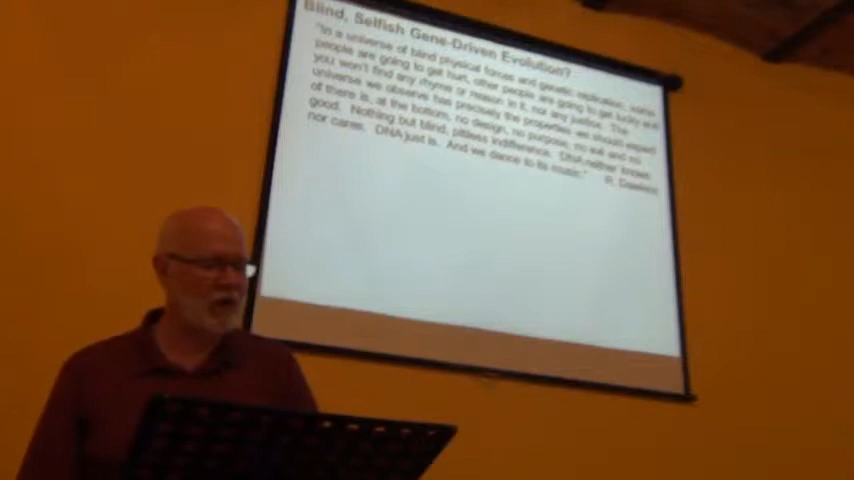 Blind, Selfish Gene-Driven Evolution?
"In a universe of blind physical forces and genetic replication, some
people are going to get hurt, other people are going to get lucky and
you won't find any rhyme or reason in it, nor any justice. The
universe we observe has precisely the properties we should expect
of there is, at the bottom, no design, no purpose, no evil and no
good. Nothing but blind, pitiless indifference. DNA neither knows
nor cares. DNA just is. And we dance to its music." R. Dawkins